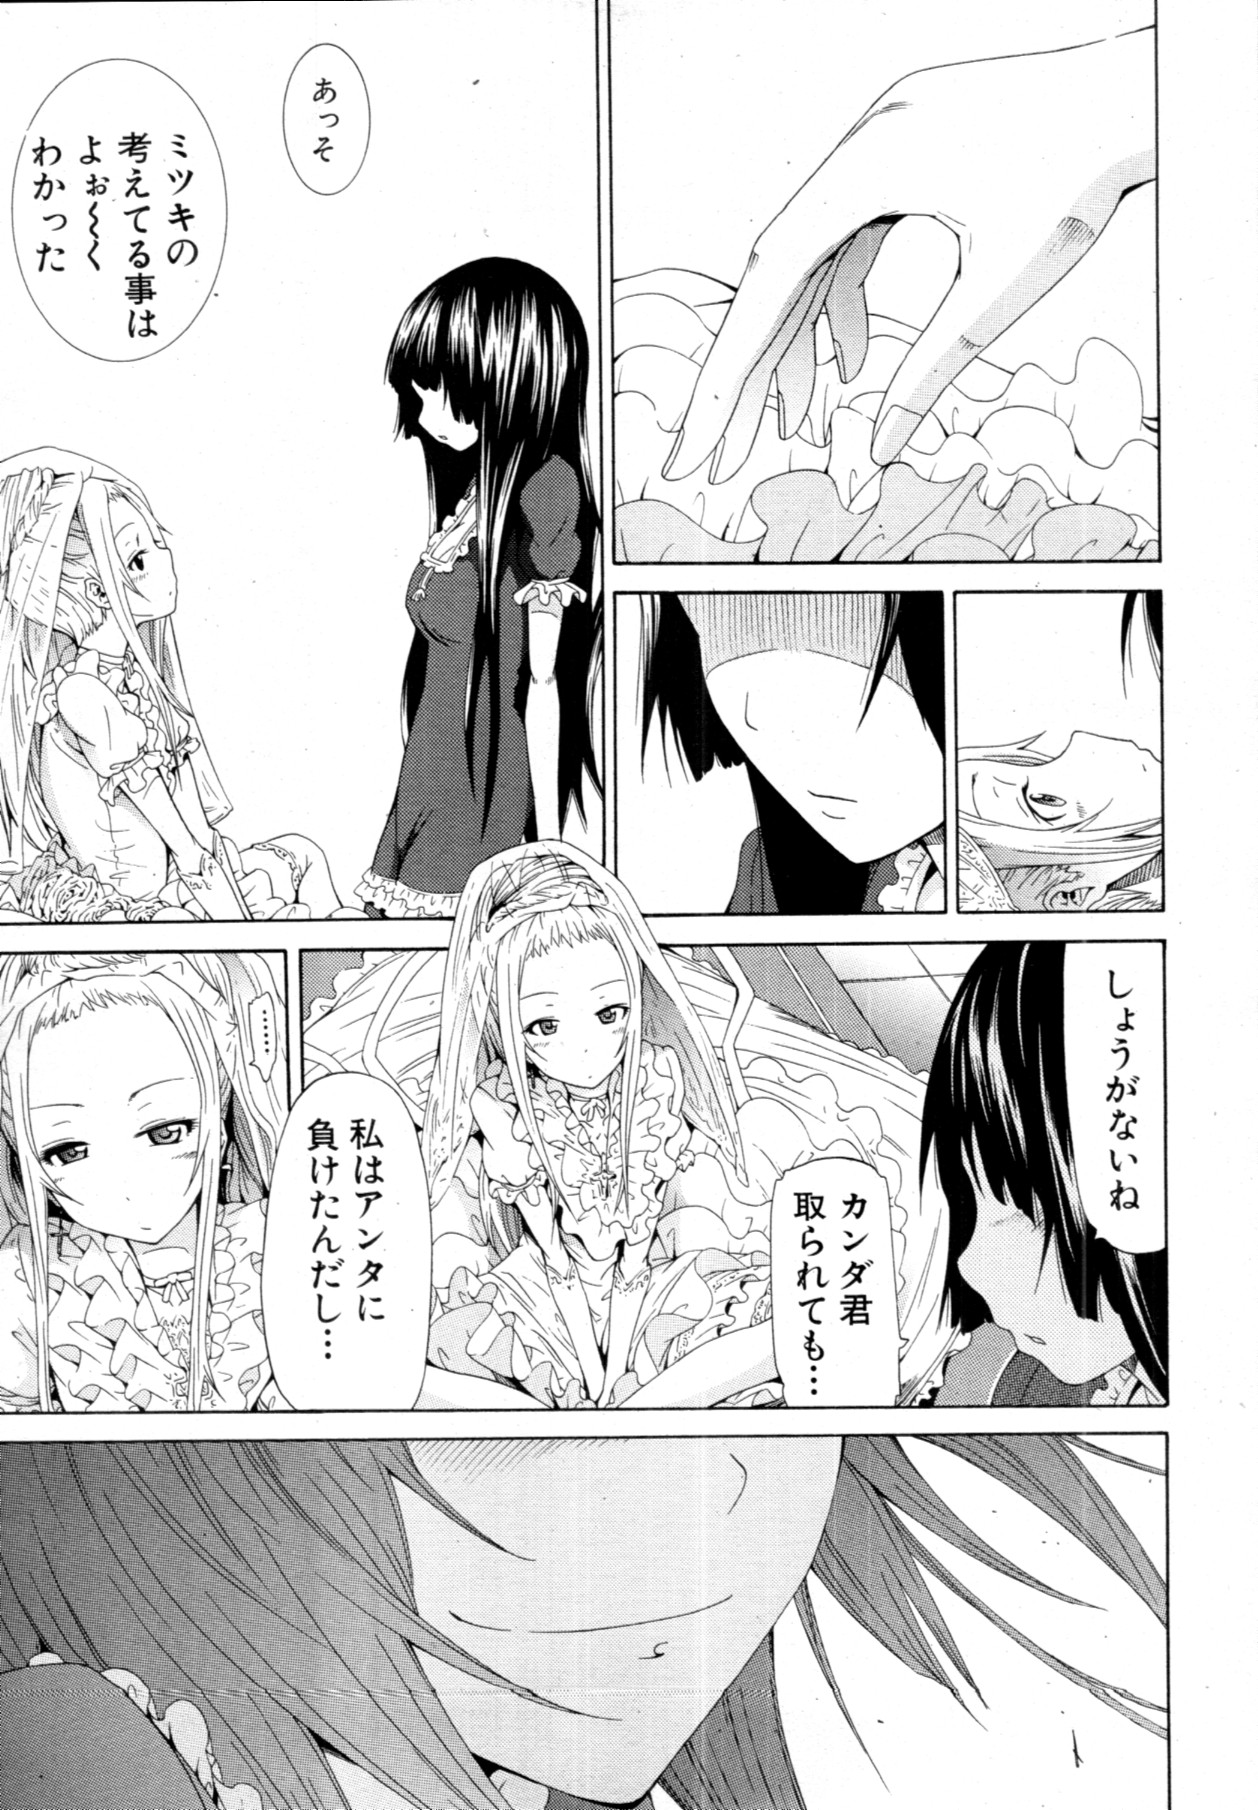 あっそ
ミツキの
考えてる事は
よぉ〜〜く
わかった
しょうがないね
カンダ君
取られても…
私はアンタに
負けたんだし…
……